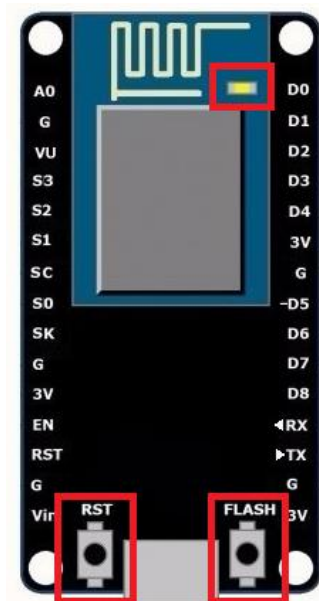 A0 D0
G D1
VU D2
S3 D3
S2 D4
S1 3V
SC G
S0 -D5
SK D6
G D7
3V D8
EN ◄RX
RST ►TX
G G
Vin RST FLASH 3V